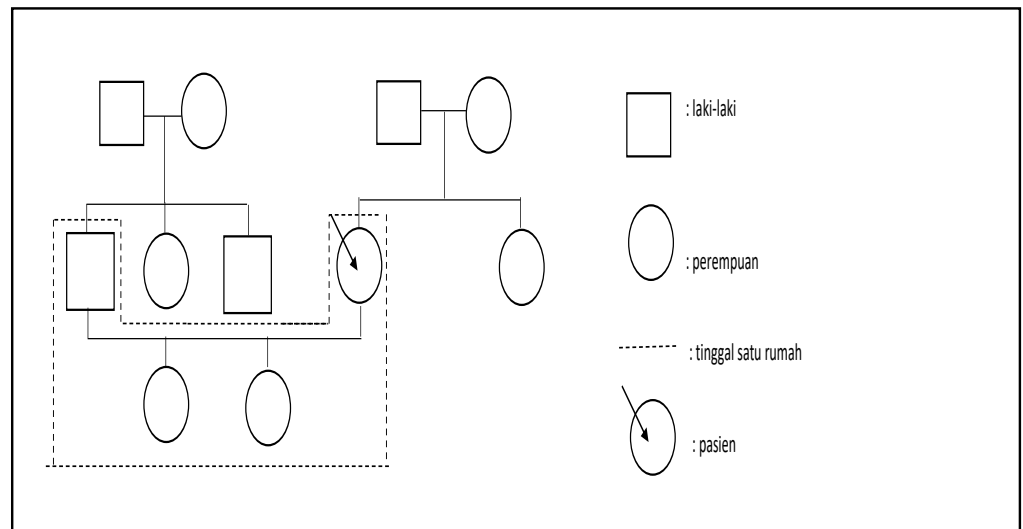 : laki-laki
: perempuan
: tinggal satu rumah
: pasien